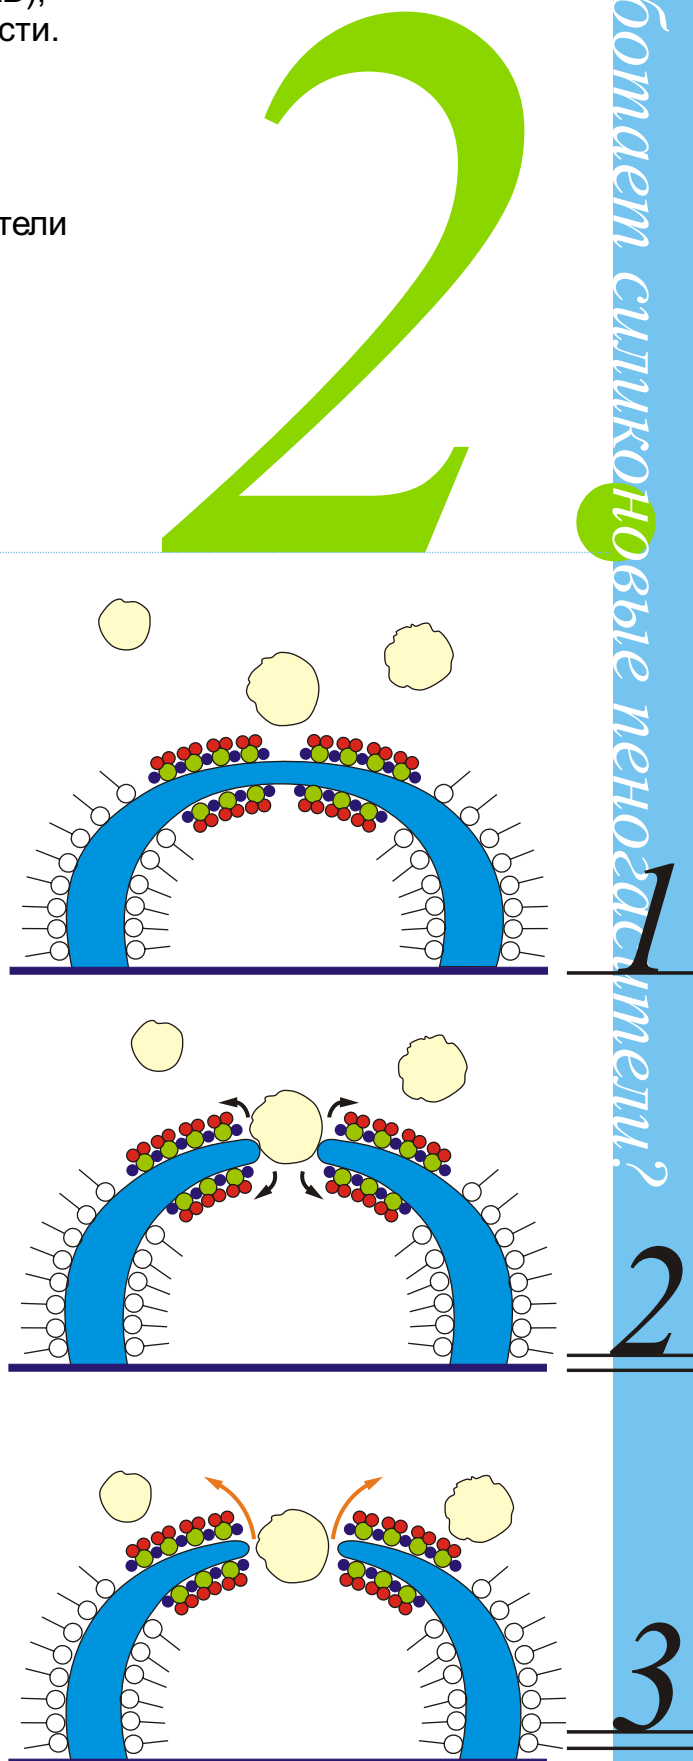 сти.
тели
2
ботает силиконовые пеногасители?
1
2
3